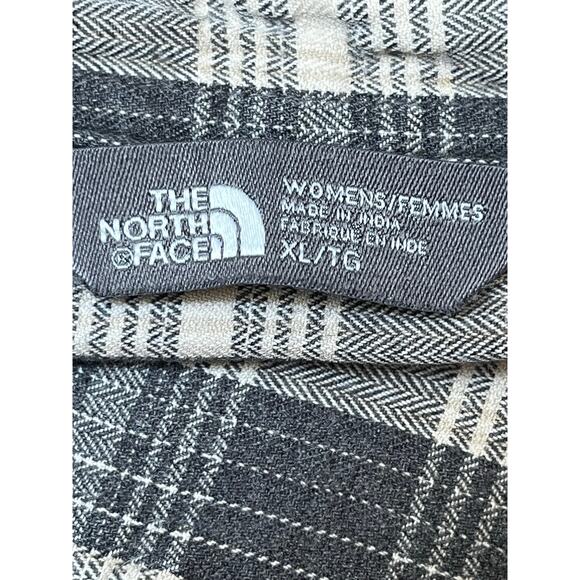 THE
NORTH
®FACE
WOMENS/FEMMES
MADE IN INDIA
FABRIQUE EN INDE
XL/TG